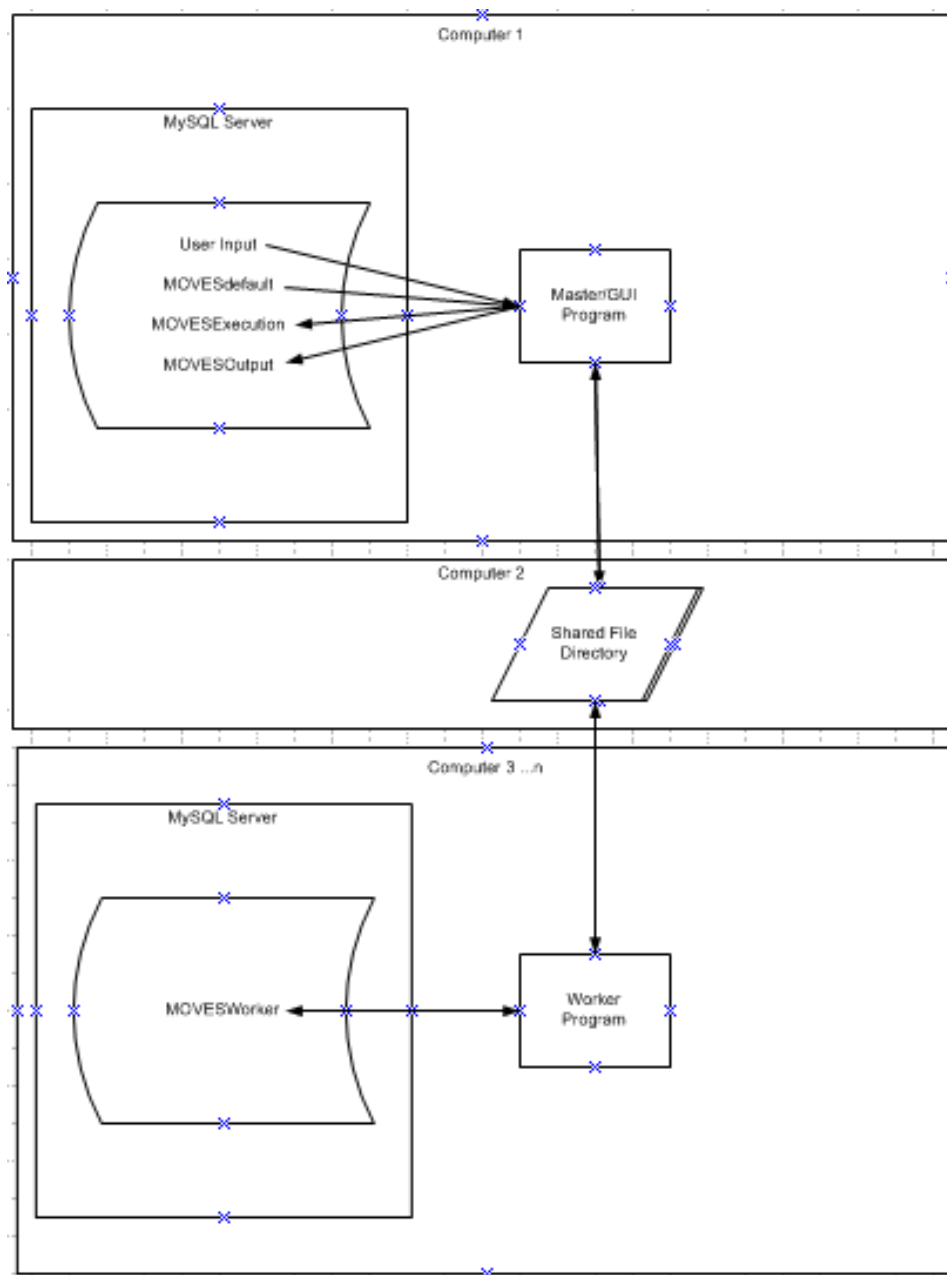 Computer 1
MySQL Server
User Input
MOVESdefault
MOVESExecution
MOVESOutput
Master/GUI
Program
Computer 2
Shared File
Directory
Computer 3 ...n
MySQL Server
MOVESWorker
Worker
Program